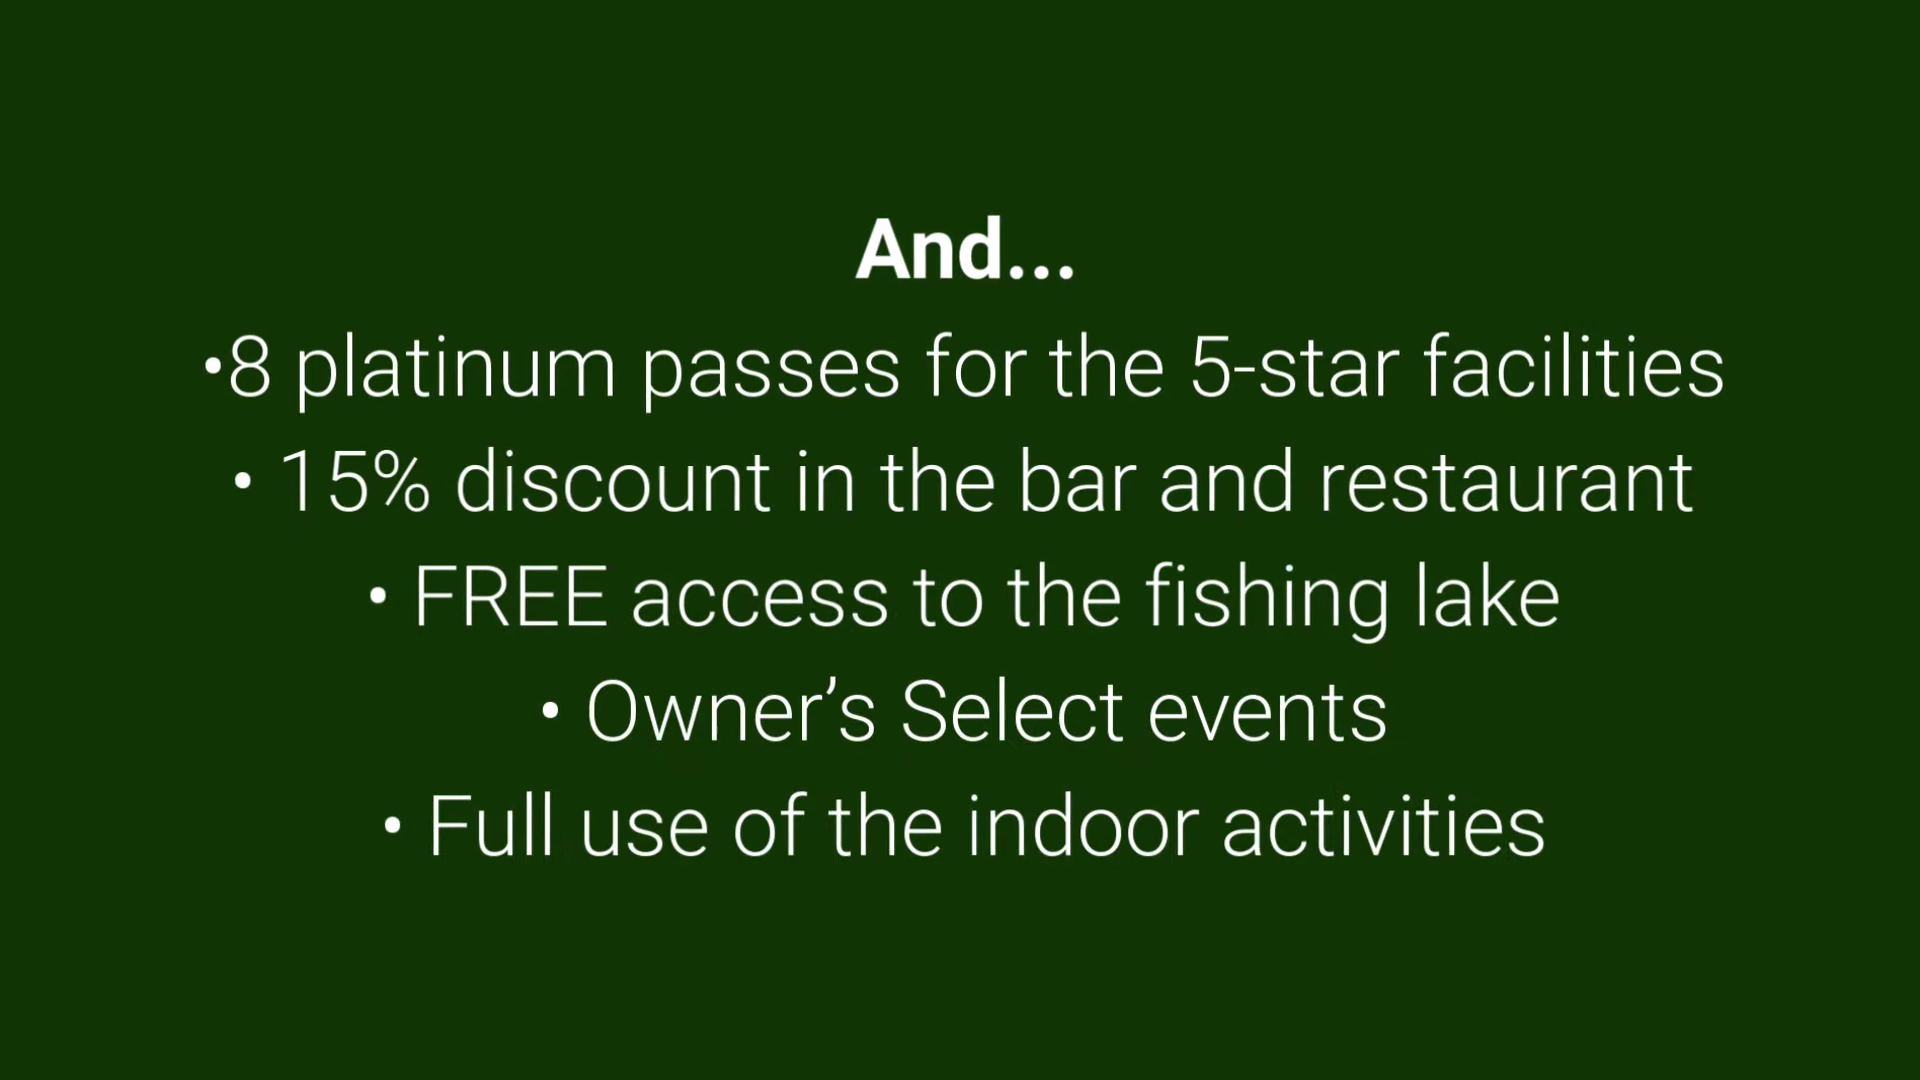 And...
•8 platinum passes for the 5-star facilities
• 15% discount in the bar and restaurant
• FREE access to the fishing lake
• Owner’s Select events
• Full use of the indoor activities